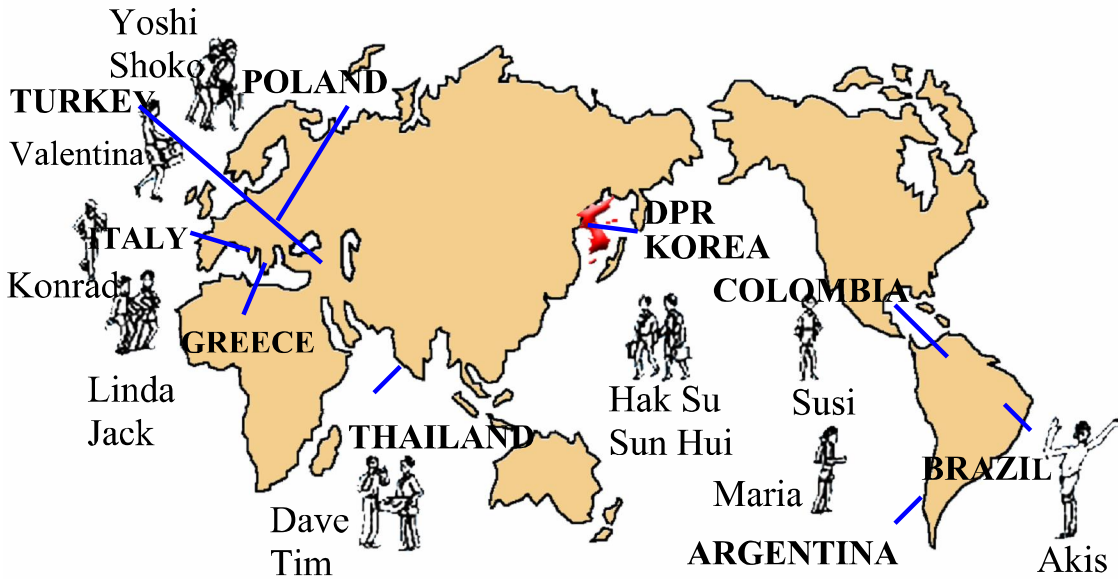 Yoshi
Shoko
POLAND
TURKEY
Valentina
ITALY
Konrad
GREECE
Linda
Jack
THAILAND
Dave
Tim
DPR
KOREA
Hak Su
Sun Hui
COLOMBIA
Susi
Maria
BRAZIL
ARGENTINA
Akis